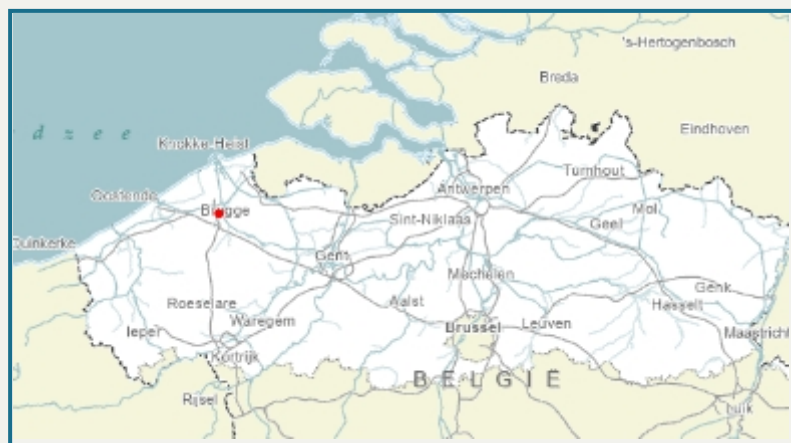 's-Hertogenbosch
Breda
Eindhoven
d z e e
Knokke-Heist
Turnhout
Oostende
Antwerpen
Mol
Brugge
Sint-Niklaas
Geel
Duinkerke
Gent
Mechelen
Genk
Roeselare
Aalst
Hasselt
Ieper
Waregem
Brussel
Leuven
Maastricht
Kortrijk
BELGIË
Rijsel
Luik